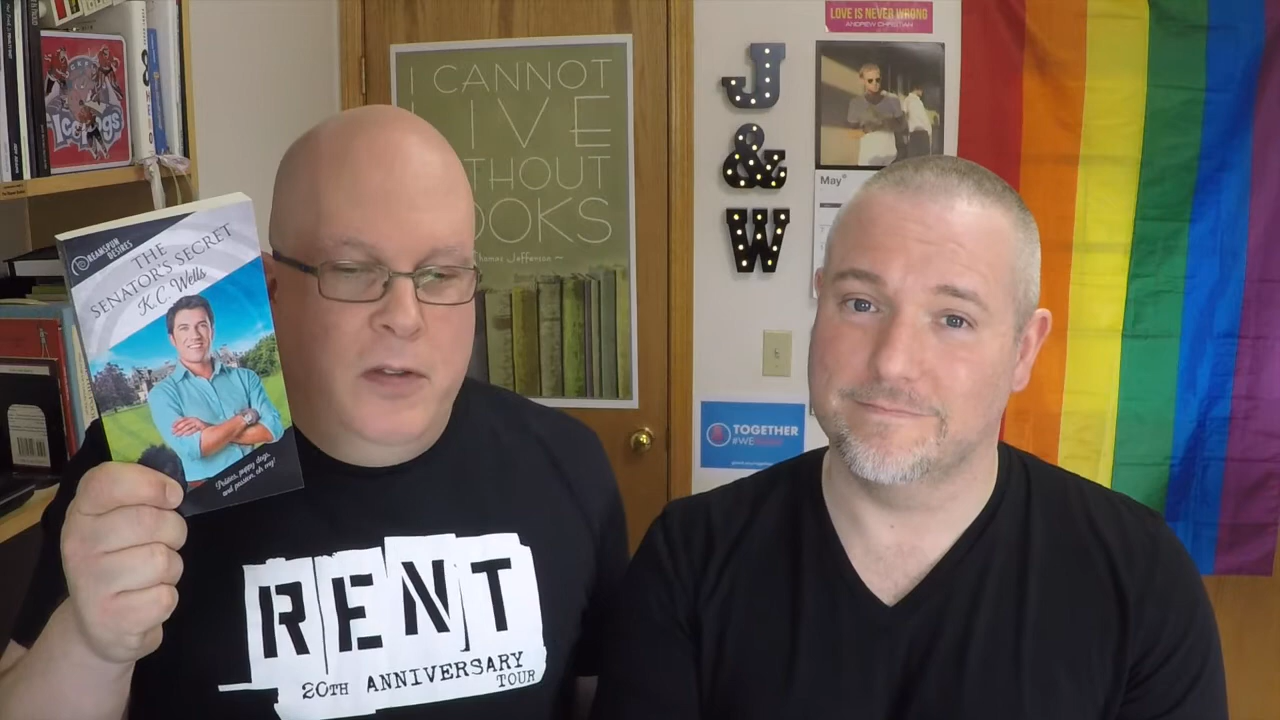 LOVE IS NEVER WRONG
ANDREW CHRISTIAN
J
&
W
May
I CANNOT
LIVE
WITHOUT
BOOKS
Thomas Jefferson ~
DREAMSPUN
DESIRES
THE
SENATOR'S SECRET
K.C. Wells
Politics, puppy dogs,
and passion, oh my!
TOGETHER
#WE
RENT
20TH ANNIVERSARY
TOUR